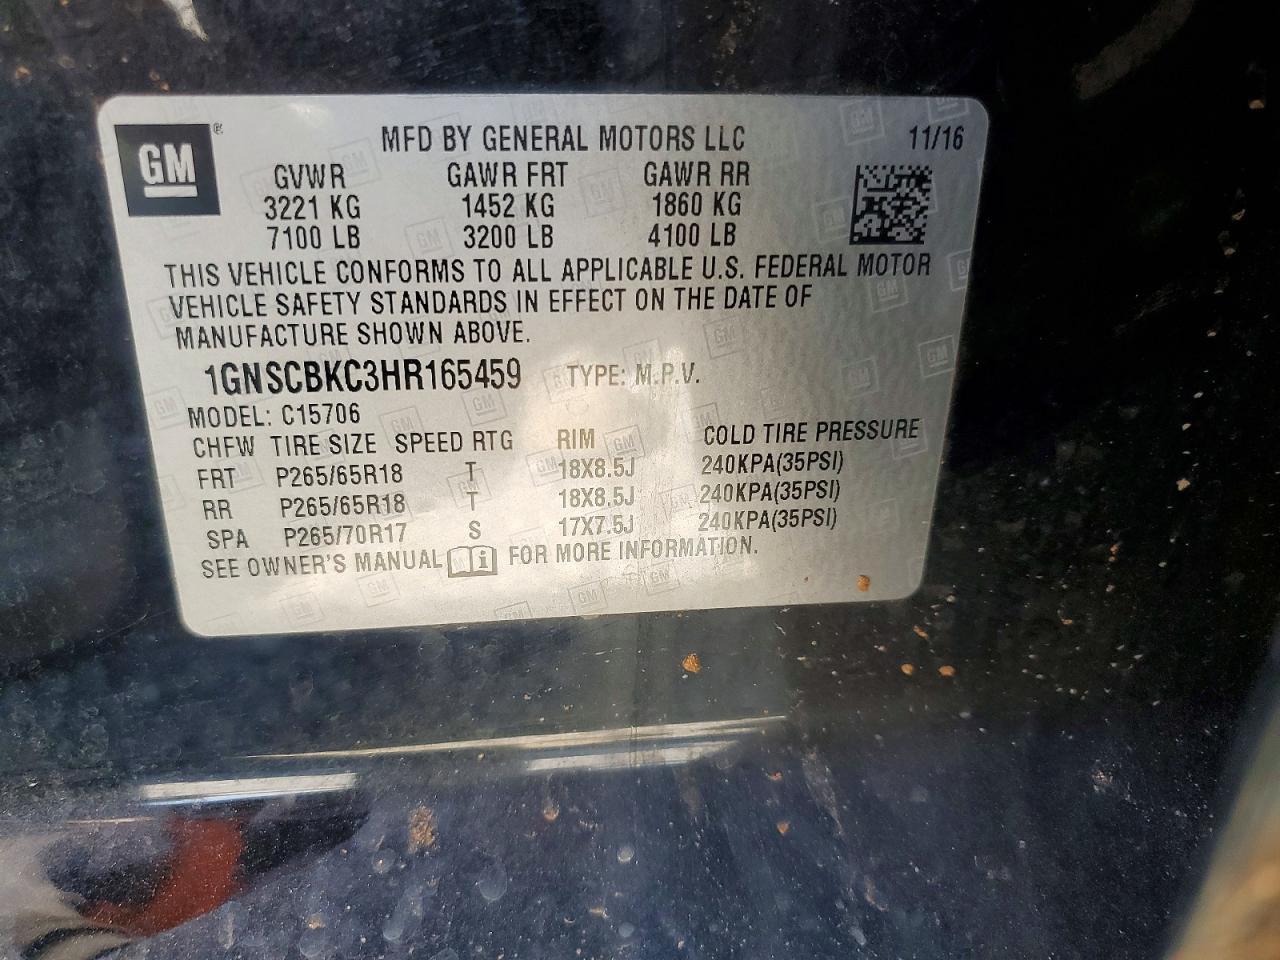 GM ® MFD BY GENERAL MOTORS LLC 11/16
GVWR GAWR FRT GAWR RR
3221 KG 1452 KG 1860 KG
7100 LB 3200 LB 4100 LB
THIS VEHICLE CONFORMS TO ALL APPLICABLE U.S. FEDERAL MOTOR
VEHICLE SAFETY STANDARDS IN EFFECT ON THE DATE OF
MANUFACTURE SHOWN ABOVE.
1GNSCBKC3HR165459 TYPE: M.P.V.
MODEL: C15706
CHFW TIRE SIZE SPEED RTG RIM COLD TIRE PRESSURE
FRT P265/65R18 T 18X8.5J 240KPA(35PSI)
RR P265/65R18 T 18X8.5J 240KPA(35PSI)
SPA P265/70R17 S 17X7.5J 240KPA(35PSI)
SEE OWNER'S MANUAL i FOR MORE INFORMATION.